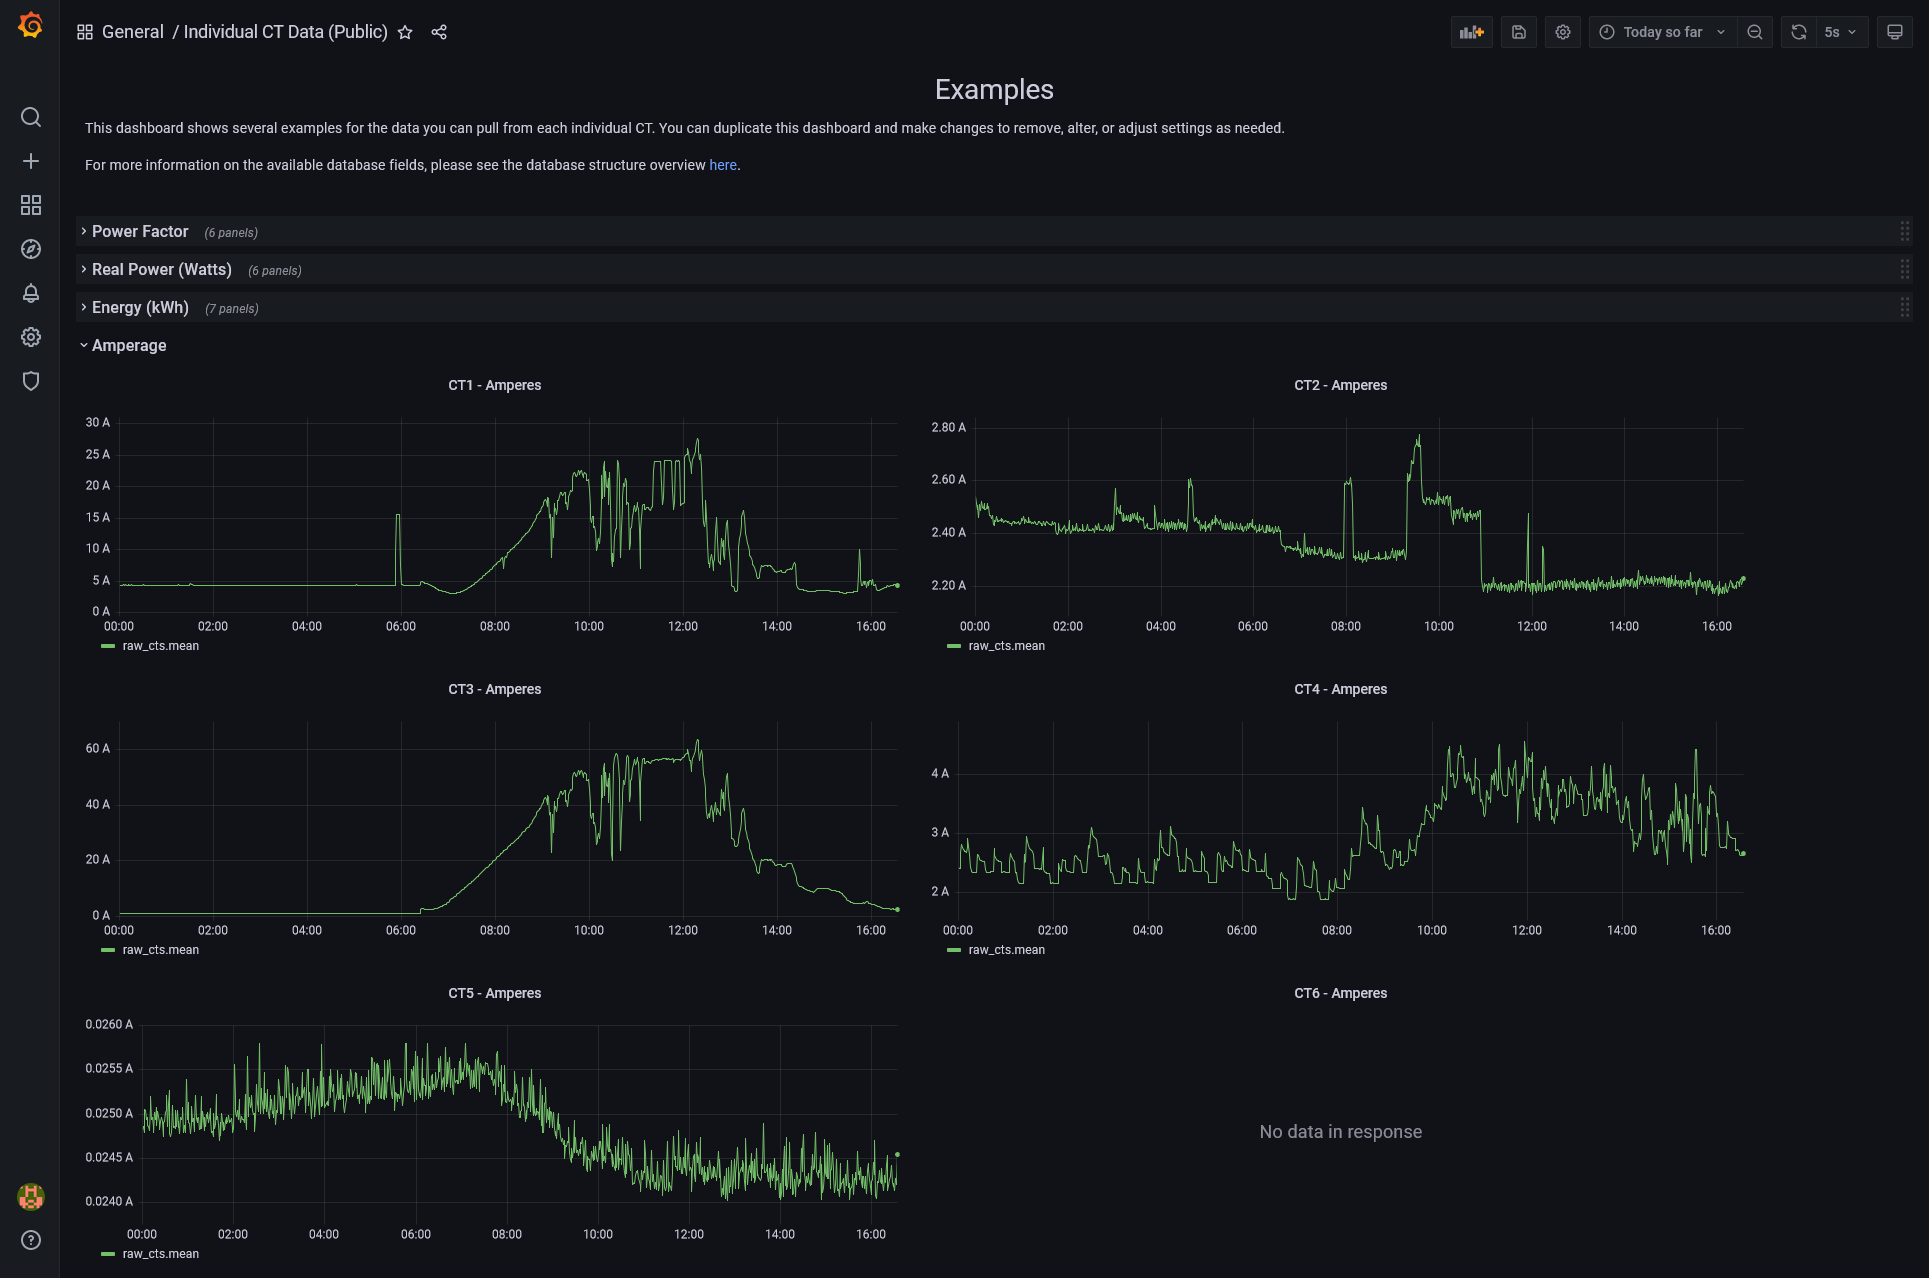 General / Individual CT Data (Public)
Today so far
5s
Examples
This dashboard shows several examples for the data you can pull from each individual CT. You can duplicate this dashboard and make changes to remove, alter, or adjust settings as needed.
For more information on the available database fields, please see the database structure overview here.
Power Factor (6 panels)
Real Power (Watts) (6 panels)
Energy (kWh) (7 panels)
Amperage
CT1 - Amperes
30 A
25 A
20 A
15 A
10 A
5 A
0 A
00:00 02:00 04:00 06:00 08:00 10:00 12:00 14:00 16:00
raw_cts.mean
CT2 - Amperes
2.80 A
2.60 A
2.40 A
2.20 A
00:00 02:00 04:00 06:00 08:00 10:00 12:00 14:00 16:00
raw_cts.mean
CT3 - Amperes
60 A
40 A
20 A
0 A
00:00 02:00 04:00 06:00 08:00 10:00 12:00 14:00 16:00
raw_cts.mean
CT4 - Amperes
4 A
3 A
2 A
00:00 02:00 04:00 06:00 08:00 10:00 12:00 14:00 16:00
raw_cts.mean
CT5 - Amperes
0.0260 A
0.0255 A
0.0250 A
0.0245 A
0.0240 A
00:00 02:00 04:00 06:00 08:00 10:00 12:00 14:00 16:00
raw_cts.mean
CT6 - Amperes
No data in response